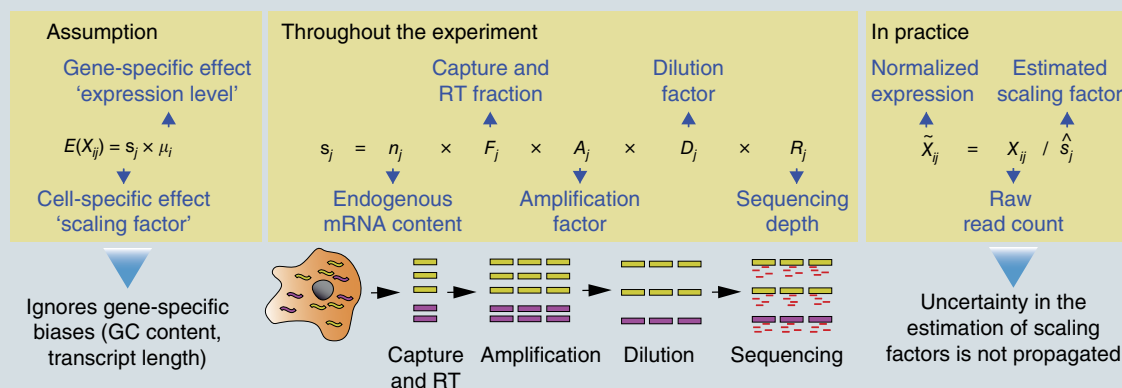 Assumption
Gene-specific effect
'expression level'
E(X_ij) = s_j × μ_i
Cell-specific effect
'scaling factor'
Ignores gene-specific
biases (GC content,
transcript length)
Throughout the experiment
Capture and
RT fraction
Dilution
factor
s_j = n_j × F_j × A_j × D_j × R_j
Endogenous
mRNA content
Amplification
factor
Sequencing
depth
Capture
and RT
Amplification
Dilution
Sequencing
In practice
Normalized
expression
Estimated
scaling factor
X̃_ij = X_ij / ŝ_j
Raw
read count
Uncertainty in the
estimation of scaling
factors is not propagated